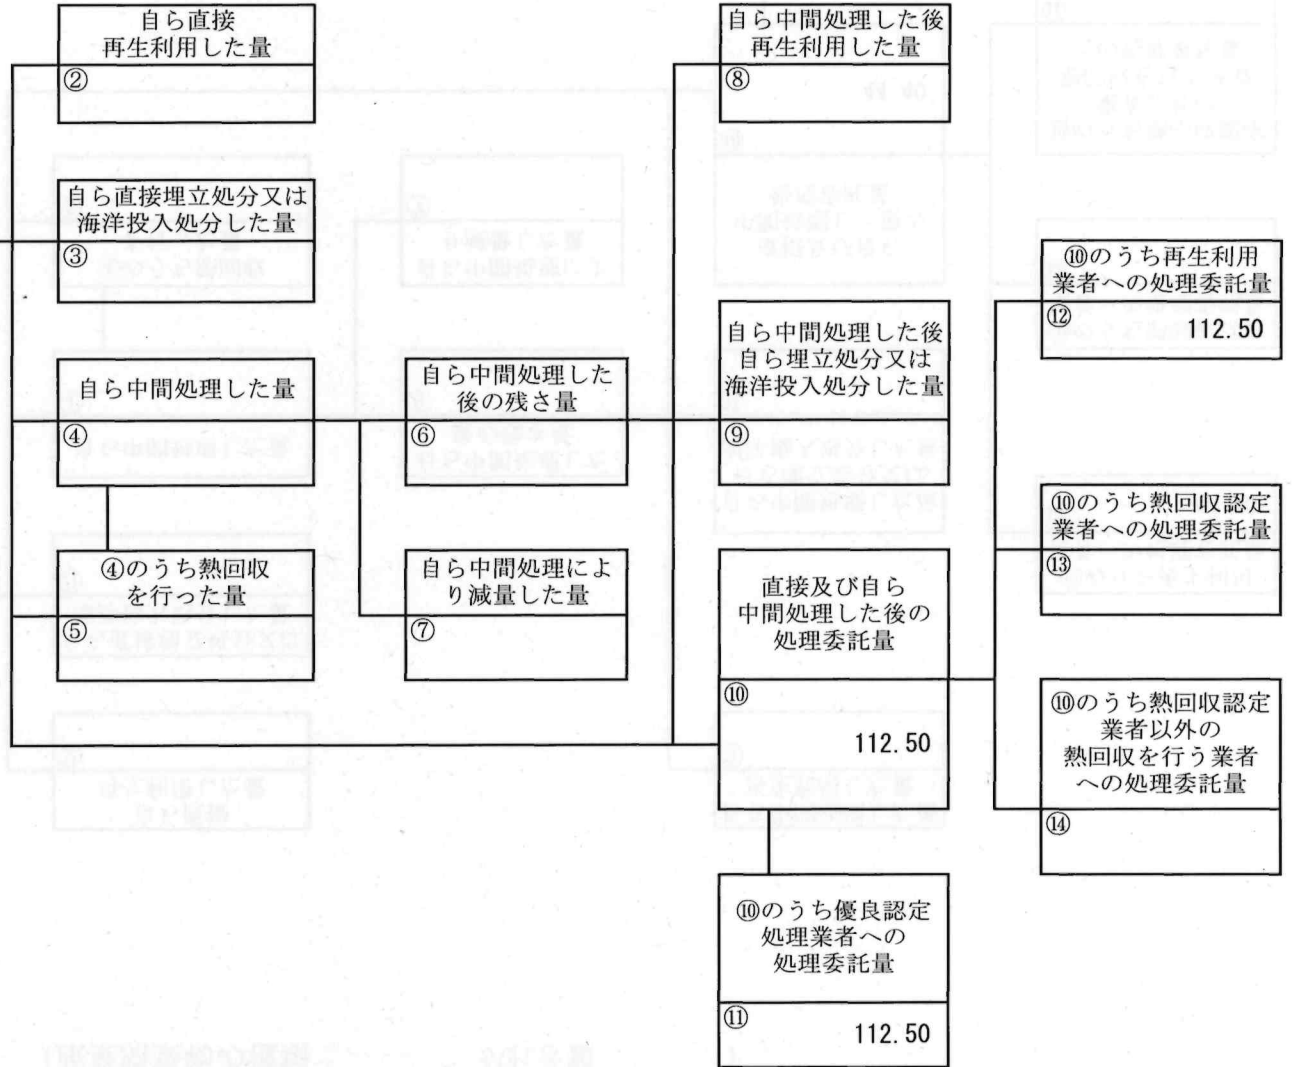 自ら直接
再生利用した量
②
自ら直接埋立処分又は
海洋投入処分した量
③
自ら中間処理した量
④
④のうち熱回収
を行った量
⑤
自ら中間処理した
後の残さ量
⑥
自ら中間処理によ
り減量した量
⑦
自ら中間処理した後
再生利用した量
⑧
自ら中間処理した後
自ら埋立処分又は
海洋投入処分した量
⑨
直接及び自ら
中間処理した後の
処理委託量
⑩
112.50
⑩のうち優良認定
処理業者への
処理委託量
⑪
112.50
⑩のうち再生利用
業者への処理委託量
⑫
112.50
⑩のうち熱回収認定
業者への処理委託量
⑬
⑩のうち熱回収認定
業者以外の
熱回収を行う業者
への処理委託量
⑭